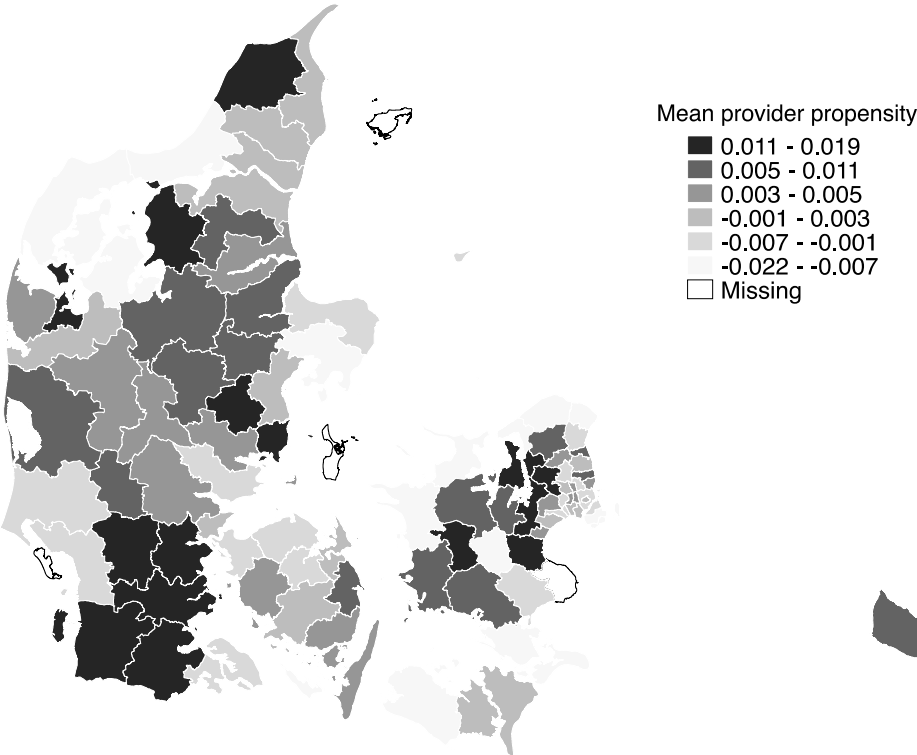 Mean provider propensity
0.011 - 0.019
0.005 - 0.011
0.003 - 0.005
-0.001 - 0.003
-0.007 - -0.001
-0.022 - -0.007
Missing